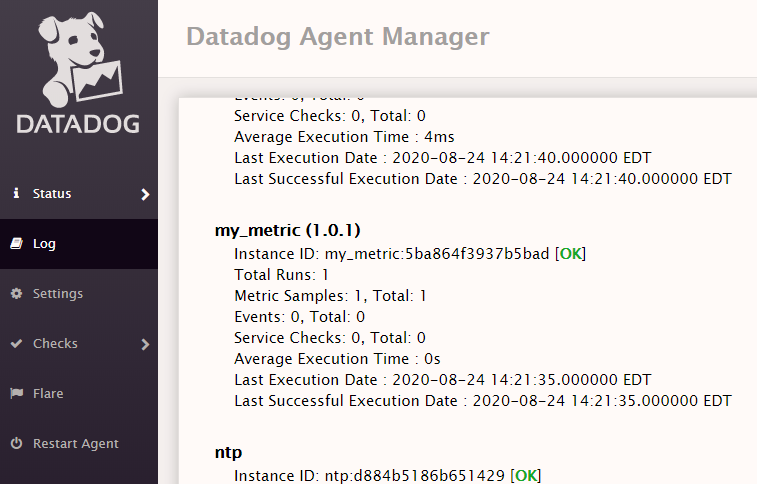 DATADOG
Status
Log
Settings
Checks
Flare
Restart Agent
Datadog Agent Manager
Events: 0, Total: 0
Service Checks: 0, Total: 0
Average Execution Time : 4ms
Last Execution Date : 2020-08-24 14:21:40.000000 EDT
Last Successful Execution Date : 2020-08-24 14:21:40.000000 EDT
my_metric (1.0.1)
Instance ID: my_metric:5ba864f3937b5bad [OK]
Total Runs: 1
Metric Samples: 1, Total: 1
Events: 0, Total: 0
Service Checks: 0, Total: 0
Average Execution Time : 0s
Last Execution Date : 2020-08-24 14:21:35.000000 EDT
Last Successful Execution Date : 2020-08-24 14:21:35.000000 EDT
ntp
Instance ID: ntp:d884b5186b651429 [OK]